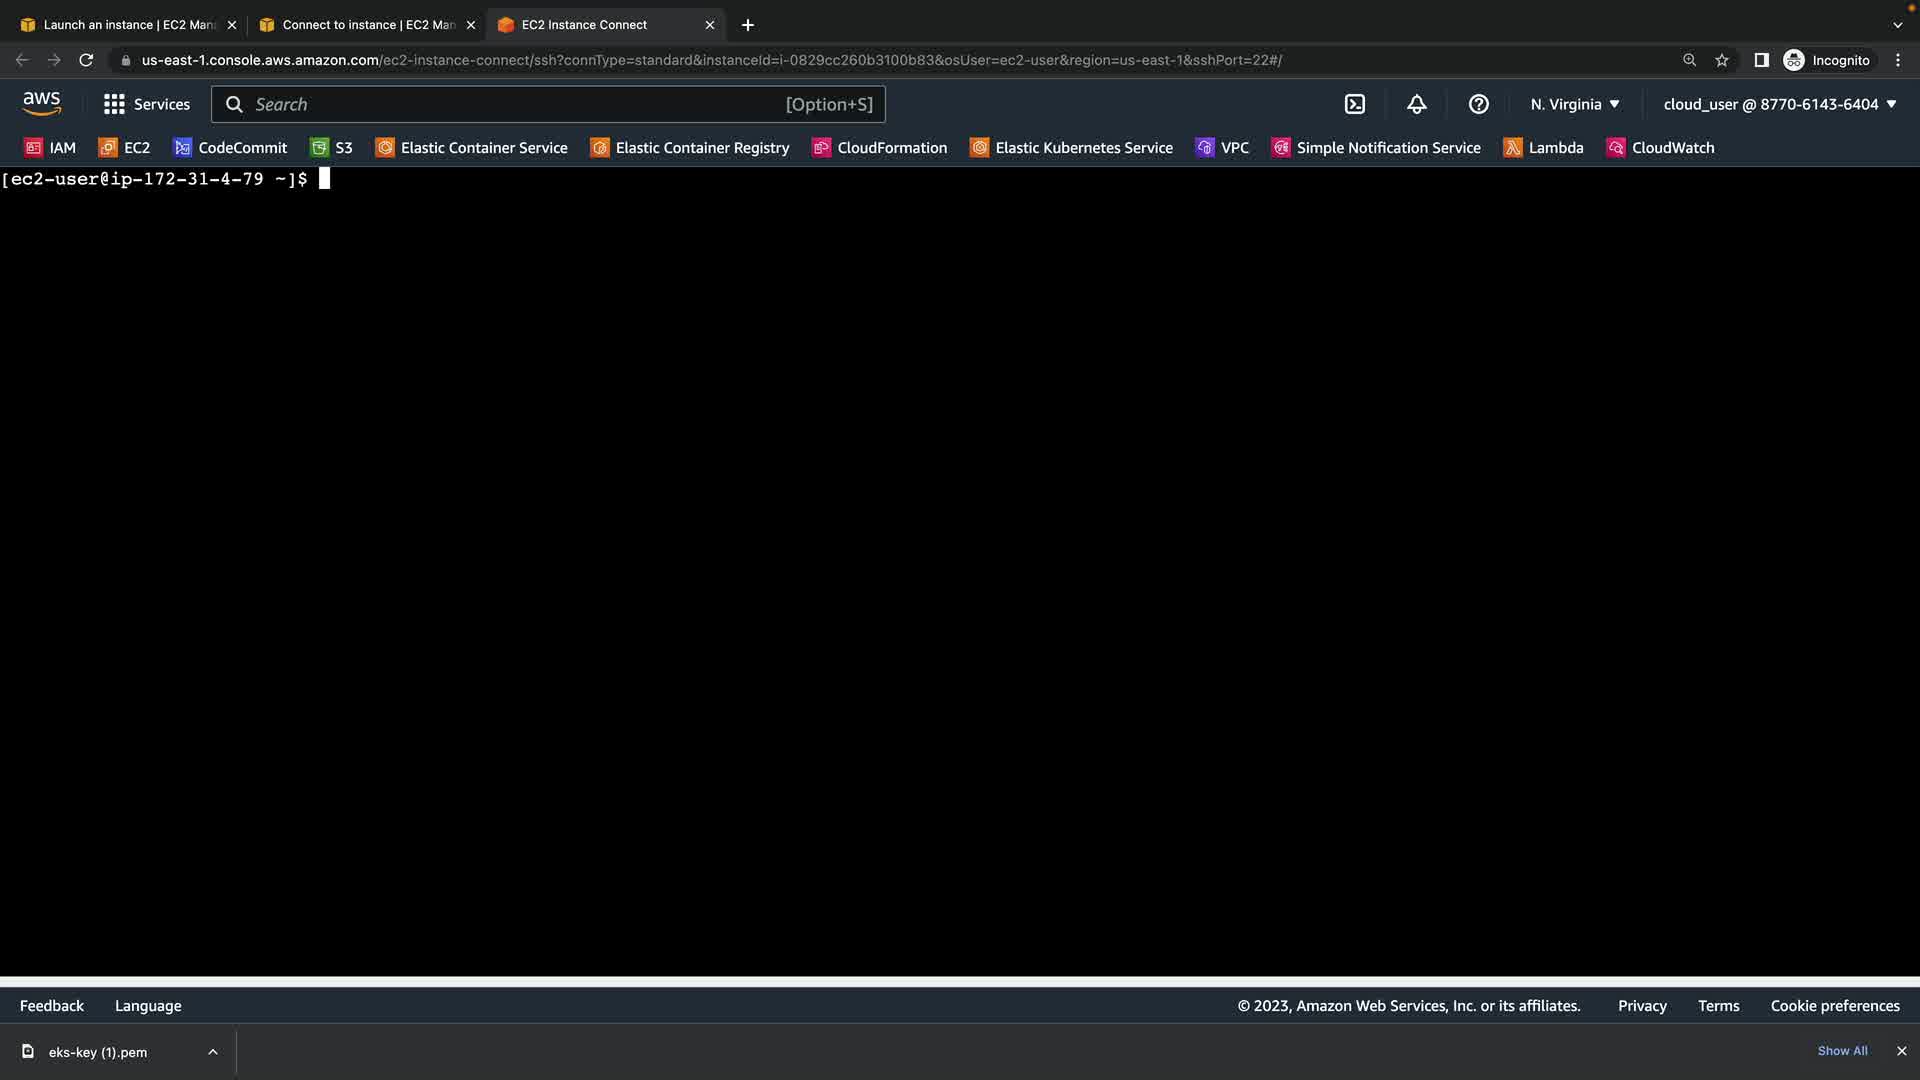 Launch an instance | EC2 Man
Connect to instance | EC2 Man
EC2 Instance Connect
us-east-1.console.aws.amazon.com/ec2-instance-connect/ssh?connType=standard&instanceId=i-0829cc260b3100b83&osUser=ec2-user&region=us-east-1&sshPort=22#/
Incognito
aws
Services
Search
[Option+S]
N. Virginia
cloud_user @ 8770-6143-6404
IAM
EC2
CodeCommit
S3
Elastic Container Service
Elastic Container Registry
CloudFormation
Elastic Kubernetes Service
VPC
Simple Notification Service
Lambda
CloudWatch
[ec2-user@ip-172-31-4-79 ~]$
Feedback
Language
© 2023, Amazon Web Services, Inc. or its affiliates.
Privacy
Terms
Cookie preferences
eks-key (1).pem
Show All